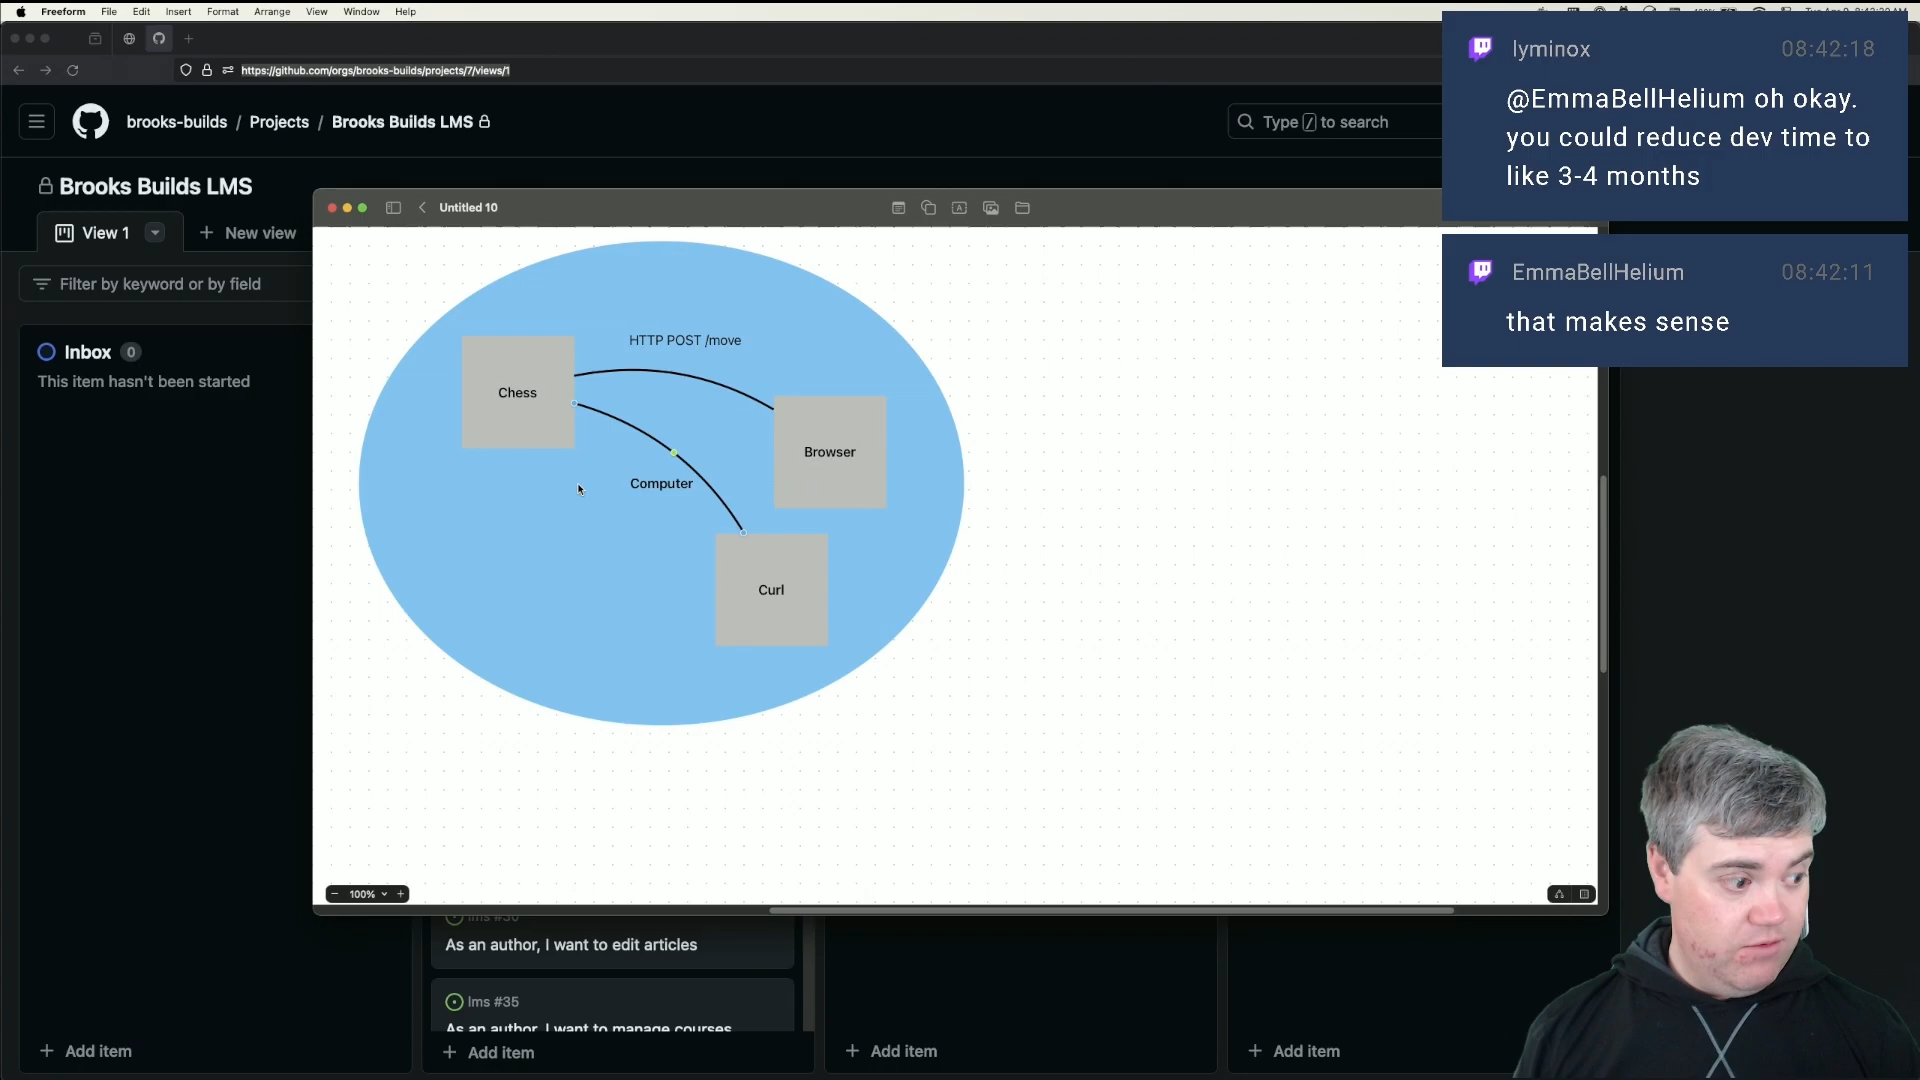 Freeform File Edit Insert Format Arrange View Window Help
https://github.com/orgs/brooks-builds/projects/7/views/1
brooks-builds / Projects / Brooks Builds LMS
Type / to search
Brooks Builds LMS
View 1
New view
Filter by keyword or by field
Inbox 0
This item hasn't been started
Add item
Untitled 10
HTTP POST /move
Chess
Browser
Computer
Curl
100%
As an author, I want to edit articles
lms #35
As an author, I want to manage courses
Add item
Add item
Add item
lyminox 08:42:18
@EmmaBellHelium oh okay.
you could reduce dev time to
like 3-4 months
EmmaBellHelium 08:42:11
that makes sense